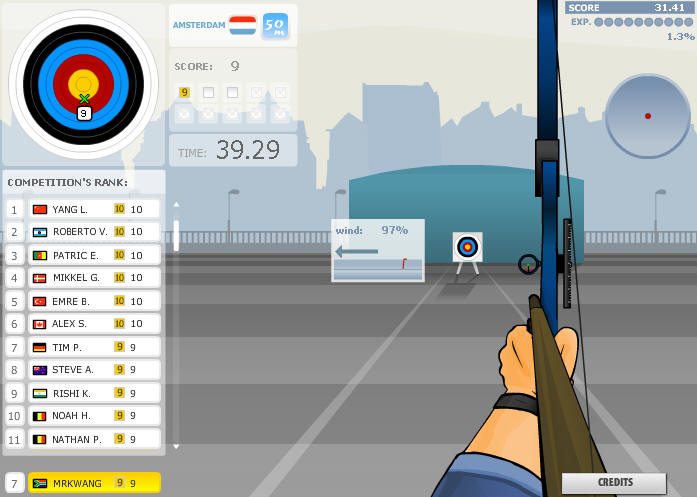 AMSTERDAM 50 m
SCORE: 9
9
TIME: 39.29
9
SCORE 31.41
EXP.
1.3%
wind: 97%
COMPETITION'S RANK:
1 YANG L. 10 10
2 ROBERTO V. 10 10
3 PATRIC E. 10 10
4 MIKKEL G. 10 10
5 EMRE B. 10 10
6 ALEX S. 10 10
7 TIM P. 9 9
8 STEVE A. 9 9
9 RISHI K. 9 9
10 NOAH H. 9 9
11 NATHAN P. 9 9
7 MRKWANG 9 9
CREDITS